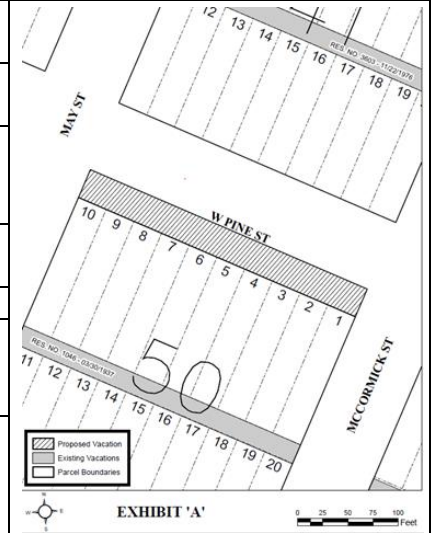 12 13 14 15 16 17 18 19
RES. NO. 3603 - 11/22/1976
MAY ST
W PINE ST
10 9 8 7 6 5 4 3 2 1
MCCORMICK ST
50
RES. NO. 1046 - 03/30/1937
11 12 13 14 15 16 17 18 19 20
Proposed Vacation
Existing Vacations
Parcel Boundaries
N
W E
S
EXHIBIT 'A'
0 25 50 75 100
Feet